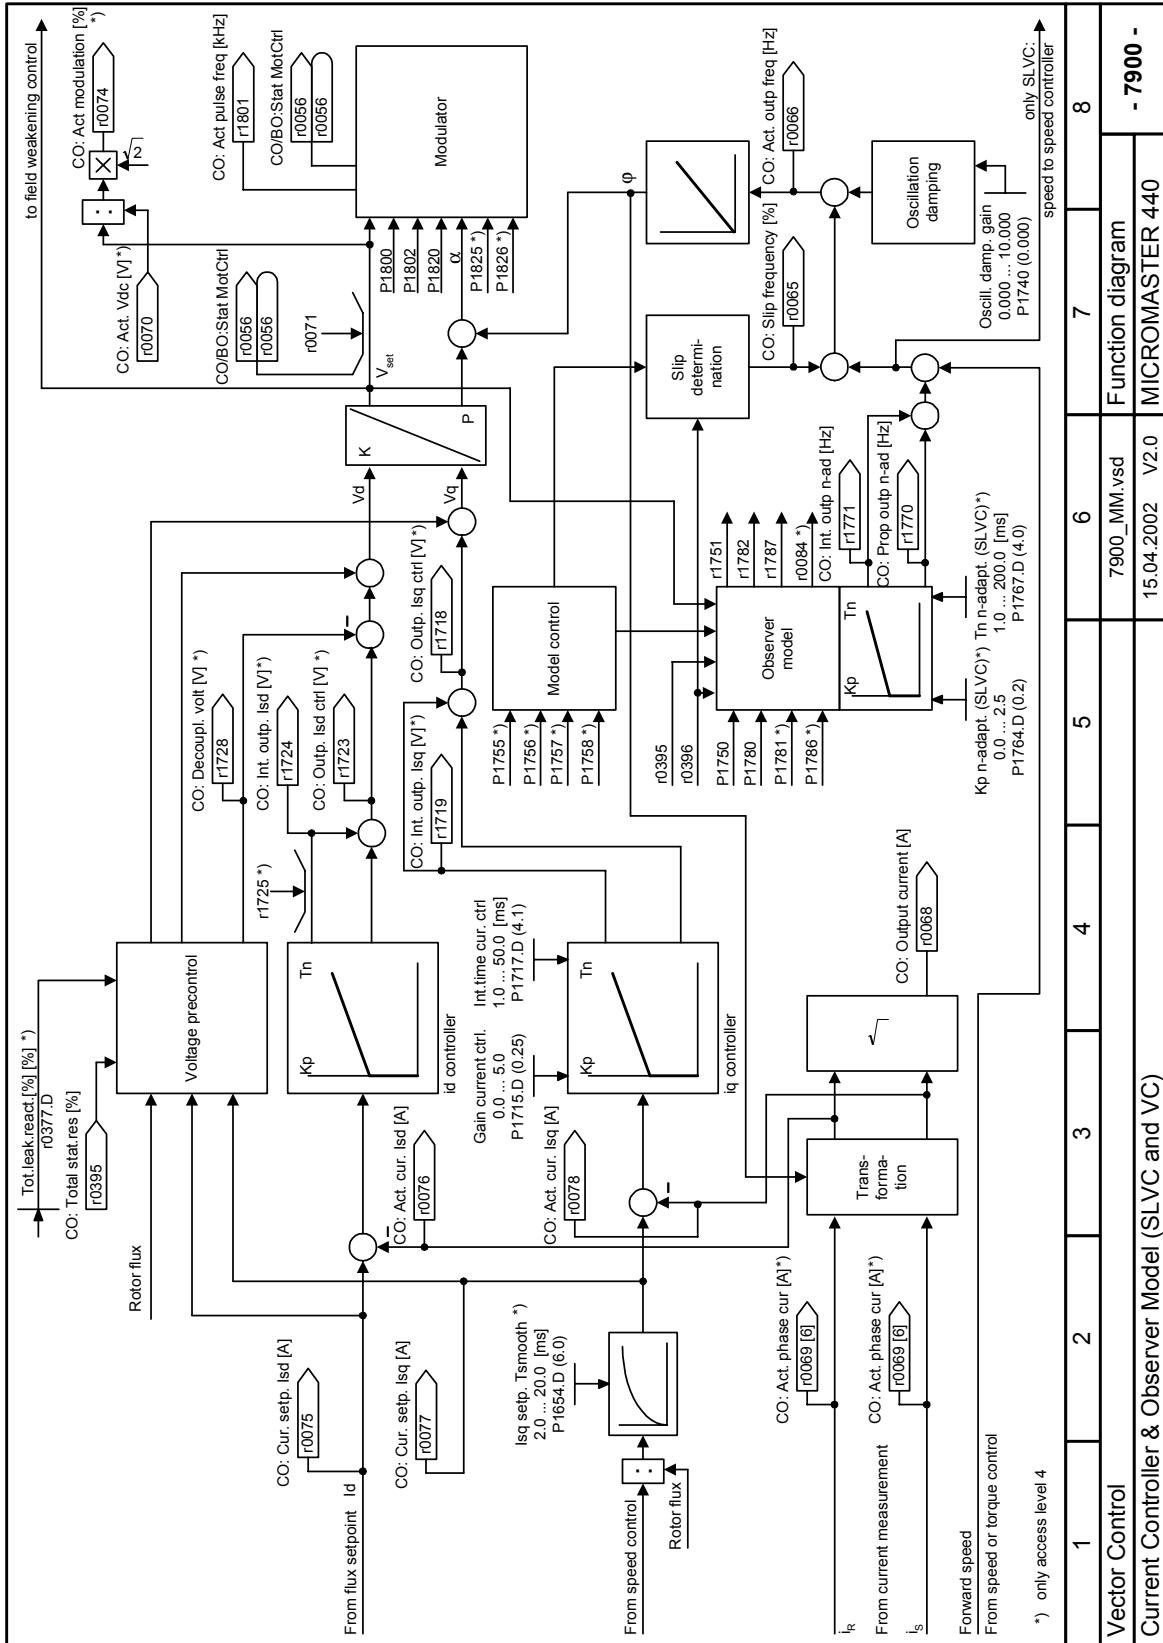 Tot.leak.react.[%] [%] *)
r0377.D
CO: Total stat.res [%]
r0395
Rotor flux
Voltage precontrol
CO: Decoupl. volt [V] *)
r1728
to field weakening control
CO: Act. Vdc [V] *)
r0070
CO: Act modulation [%]
*)
r0074
√2
CO: Cur. setp. Isd [A]
r0075
From flux setpoint Id
CO: Act. cur. Isd [A]
r0076
–
Kp
Tn
id controller
r1725 *)
CO: Int. outp. Isd [V]*)
r1724
CO: Outp. Isd ctrl [V] *)
r1723
–
Vd
Vq
K
P
Vset
CO/BO:Stat MotCtrl
r0056
r0056
r0071
CO: Act pulse freq [kHz]
r1801
CO/BO:Stat MotCtrl
r0056
r0056
P1800
P1802
P1820
α
P1825 *)
P1826 *)
Modulator
CO: Cur. setp. Isq [A]
r0077
Isq setp. Tsmooth *)
2.0 ... 20.0 [ms]
P1654.D (6.0)
From speed control
:
Rotor flux
CO: Act. cur. Isq [A]
r0078
–
Gain current ctrl.
0.0 ... 5.0
P1715.D (0.25)
Int.time cur. ctrl
1.0 ... 50.0 [ms]
P1717.D (4.1)
Kp
Tn
iq controller
CO: Int. outp. Isq [V]*)
r1719
CO: Outp. Isq ctrl [V] *)
r1718
P1755 *)
P1756 *)
P1757 *)
P1758 *)
Model control
r0395
r0396
P1750
P1780
P1781 *)
P1786 *)
Observer
model
r1751
r1782
r1787
r0084 *)
Kp
Tn
CO: Int. outp n-ad [Hz]
r1771
CO: Prop outp n-ad [Hz]
r1770
Kp n-adapt. (SLVC)*)
0.0 ... 2.5
P1764.D (0.2)
Tn n-adapt. (SLVC)*)
1.0 ... 200.0 [ms]
P1767.D (4.0)
Slip
determi-
nation
CO: Slip frequency [%]
r0065
φ
CO: Act. outp freq [Hz]
r0066
Oscillation
damping
Oscill. damp. gain
0.000 ... 10.000
P1740 (0.000)
only SLVC:
speed to speed controller
CO: Act. phase cur [A]*)
r0069 [6]
iR
From current measurement
CO: Act. phase cur [A]*)
r0069 [6]
iS
Trans-
forma-
tion
√
CO: Output current [A]
r0068
Forward speed
From speed or torque control
*) only access level 4
1
2
3
4
5
6
7
8
Vector Control
7900_MM.vsd
Function diagram
- 7900 -
Current Controller & Observer Model (SLVC and VC)
15.04.2002 V2.0
MICROMASTER 440